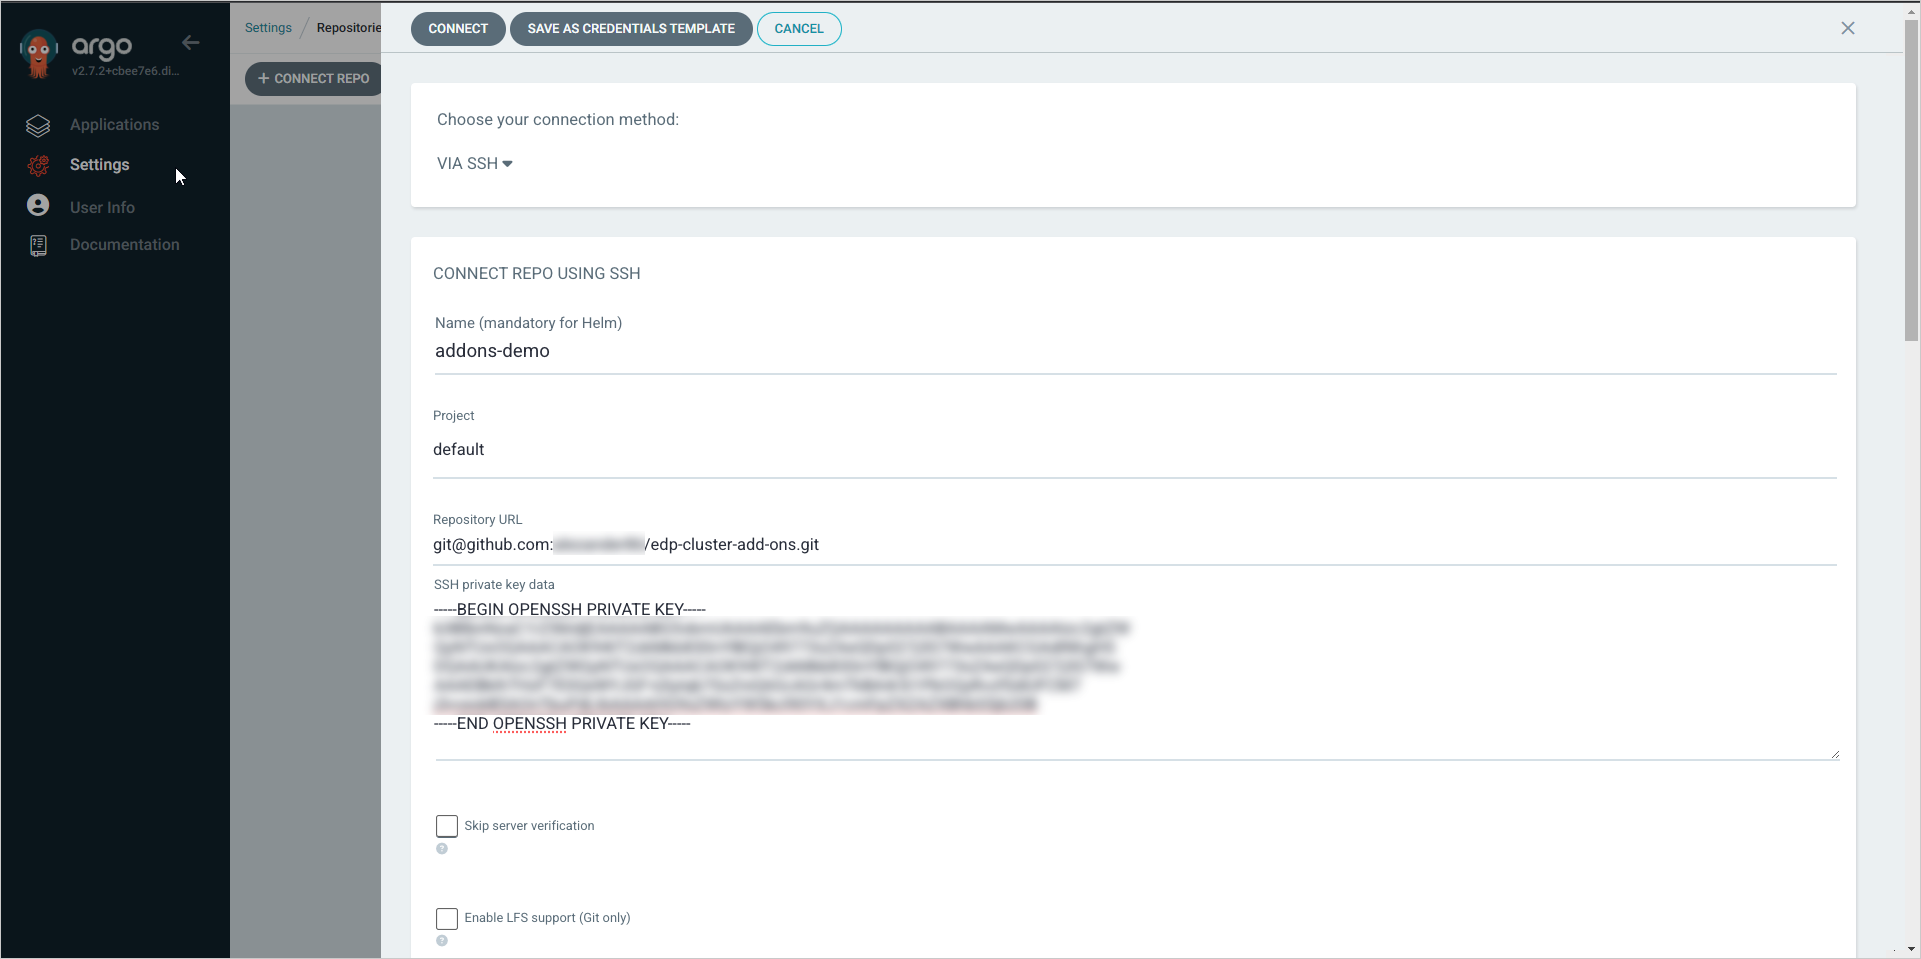 argo
v2.7.2+cbee7e6.di...
Applications
Settings
User Info
Documentation
Settings / Repositorie
+ CONNECT REPO
CONNECT
SAVE AS CREDENTIALS TEMPLATE
CANCEL
Choose your connection method:
VIA SSH
CONNECT REPO USING SSH
Name (mandatory for Helm)
addons-demo
Project
default
Repository URL
git@github.com: /edp-cluster-add-ons.git
SSH private key data
-----BEGIN OPENSSH PRIVATE KEY-----
-----END OPENSSH PRIVATE KEY-----
Skip server verification
?
Enable LFS support (Git only)
?